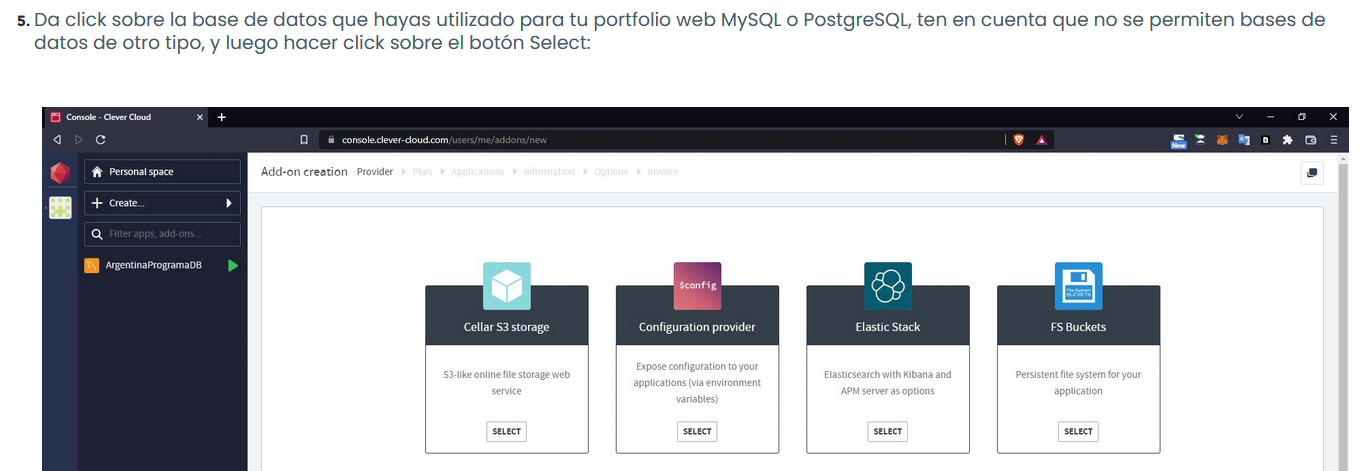 5. Da click sobre la base de datos que hayas utilizado para tu portfolio web MySQL o PostgreSQL, ten en cuenta que no se permiten bases de
datos de otro tipo, y luego hacer click sobre el botón Select:
Console - Clever Cloud
console.clever-cloud.com/users/me/addons/new
New
Personal space
Add-on creation Provider Plan Applications Information Options Invoice
Create...
Filter apps, add-ons...
ArgentinaProgramaDB
$config
File System
BUCKETS
Cellar S3 storage
Configuration provider
Elastic Stack
FS Buckets
S3-like online file storage web
service
Expose configuration to your
applications (via environment
variables)
Elasticsearch with Kibana and
APM server as options
Persistent file system for your
application
SELECT
SELECT
SELECT
SELECT